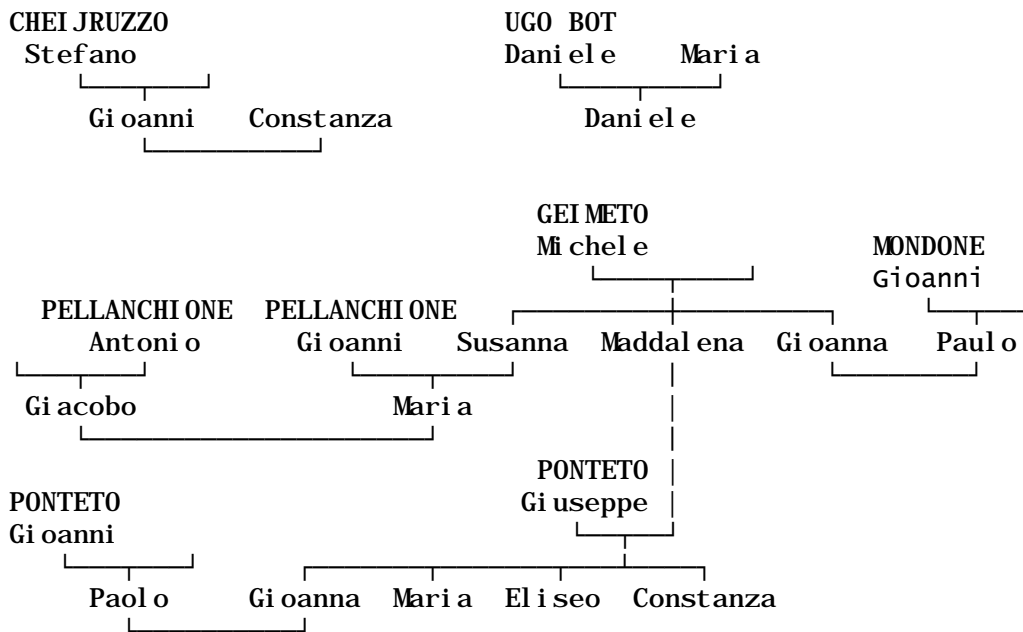 CHEIJRUZZO UGO BOT
Stefano Daniele Maria
Gioanni Constanza Daniele
GEIMETO
Michele MONDONE
Gioanni
PELLANCHIONE PELLANCHIONE
Antonio Gioanni Susanna Maddalena Gioanna Paulo
Giacobo Maria
PONTETO
PONTETO Giuseppe
Gioanni
Paolo Gioanna Maria Eliseo Constanza